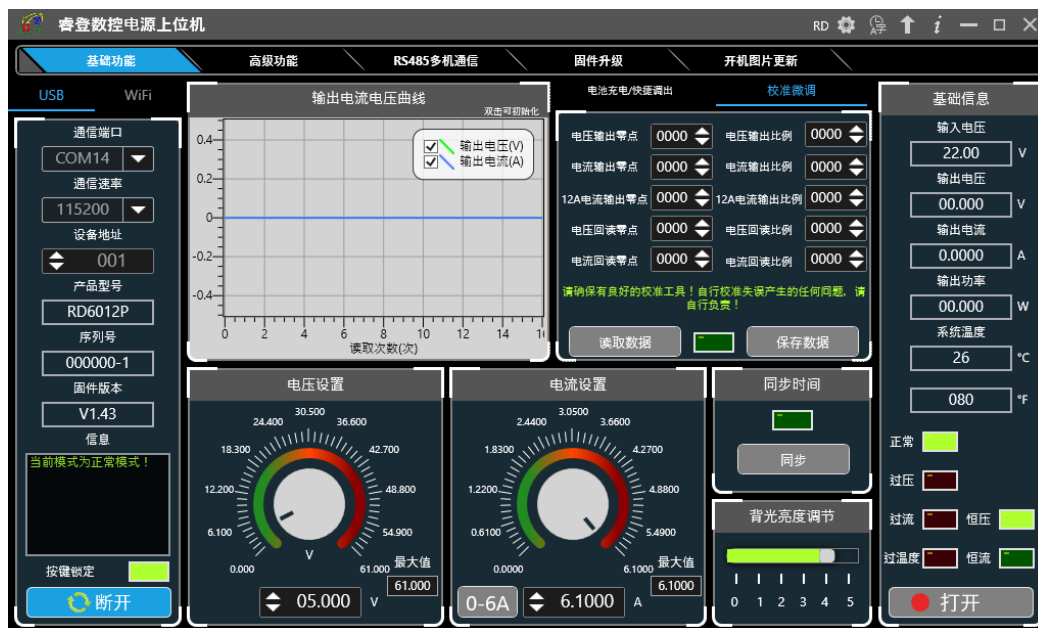 睿登数控电源上位机
RD
基础功能
高级功能
RS485多机通信
固件升级
开机图片更新
USB
WiFi
通信端口
COM14
通信速率
115200
设备地址
001
产品型号
RD6012P
序列号
000000-1
固件版本
V1.43
信息
当前模式为正常模式！
按键锁定
断开
输出电流电压曲线
双击可初始化
输出电压(V)
输出电流(A)
0.4
0.2
0
-0.2
-0.4
0 2 4 6 8 10 12 14 16
读取次数(次)
电池充电/快捷调出
校准微调
电压输出零点 0000 电压输出比例 0000
电流输出零点 0000 电流输出比例 0000
12A电流输出零点 0000 12A电流输出比例 0000
电压回读零点 0000 电压回读比例 0000
电流回读零点 0000 电流回读比例 0000
请确保有良好的校准工具！自行校准失误产生的任何问题，请
自行负责！
读取数据
保存数据
电压设置
30.500
24.400 36.600
18.300 42.700
12.200 48.800
6.100 54.900
V
0.000 61.000
最大值
61.000
05.000 V
电流设置
3.0500
2.4400 3.6600
1.8300 4.2700
1.2200 4.8800
0.6100 5.4900
A
0.0000 6.1000
最大值
6.1000
0-6A
6.1000 A
同步时间
同步
背光亮度调节
0 1 2 3 4 5
基础信息
输入电压
22.00 V
输出电压
00.000 V
输出电流
0.0000 A
输出功率
00.000 W
系统温度
26 °C
080 °F
正常
过压
过流 恒压
过温度 恒流
打开